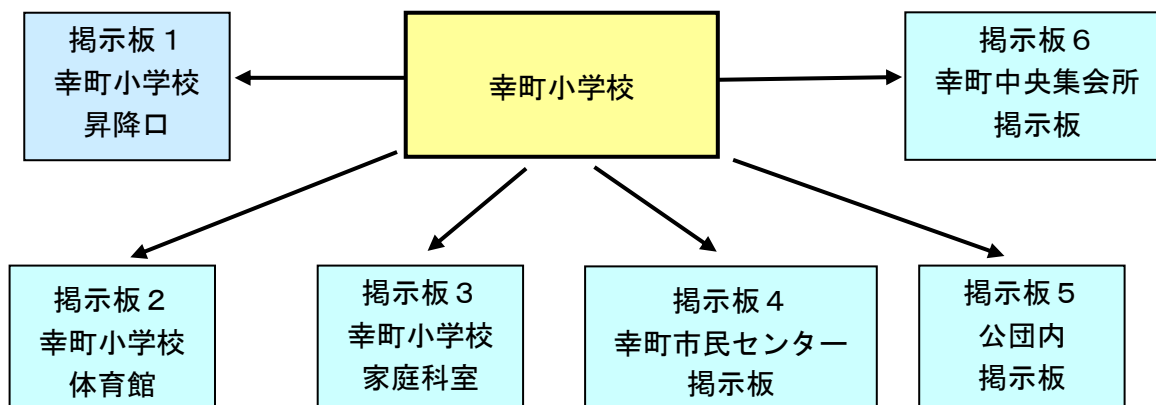 掲示板１
幸町小学校
昇降口
幸町小学校
掲示板６
幸町中央集会所
掲示板
掲示板２
幸町小学校
体育館
掲示板３
幸町小学校
家庭科室
掲示板４
幸町市民センター
掲示板
掲示板５
公団内
掲示板